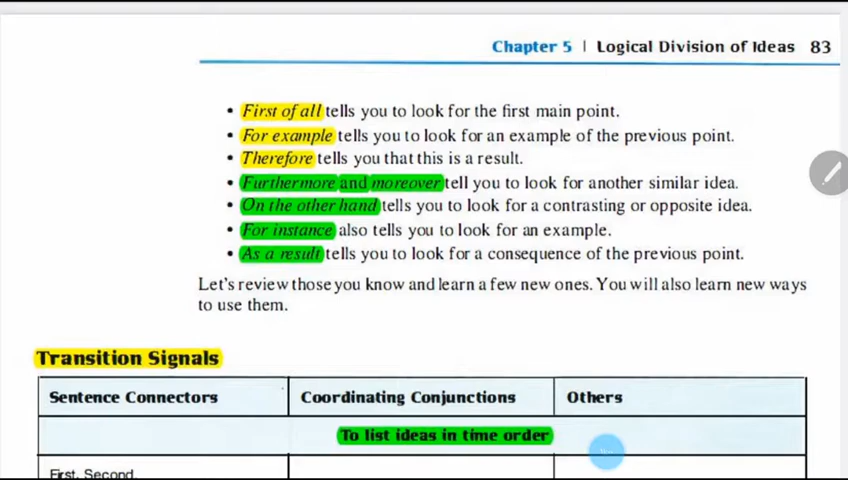 Chapter 5 | Logical Division of Ideas 83
• First of all tells you to look for the first main point.
• For example tells you to look for an example of the previous point.
• Therefore tells you that this is a result.
• Furthermore and moreover tell you to look for another similar idea.
• On the other hand tells you to look for a contrasting or opposite idea.
• For instance also tells you to look for an example.
• As a result tells you to look for a consequence of the previous point.
Let's review those you know and learn a few new ones. You will also learn new ways
to use them.
Transition Signals
Sentence Connectors Coordinating Conjunctions Others
To list ideas in time order
First, Second,